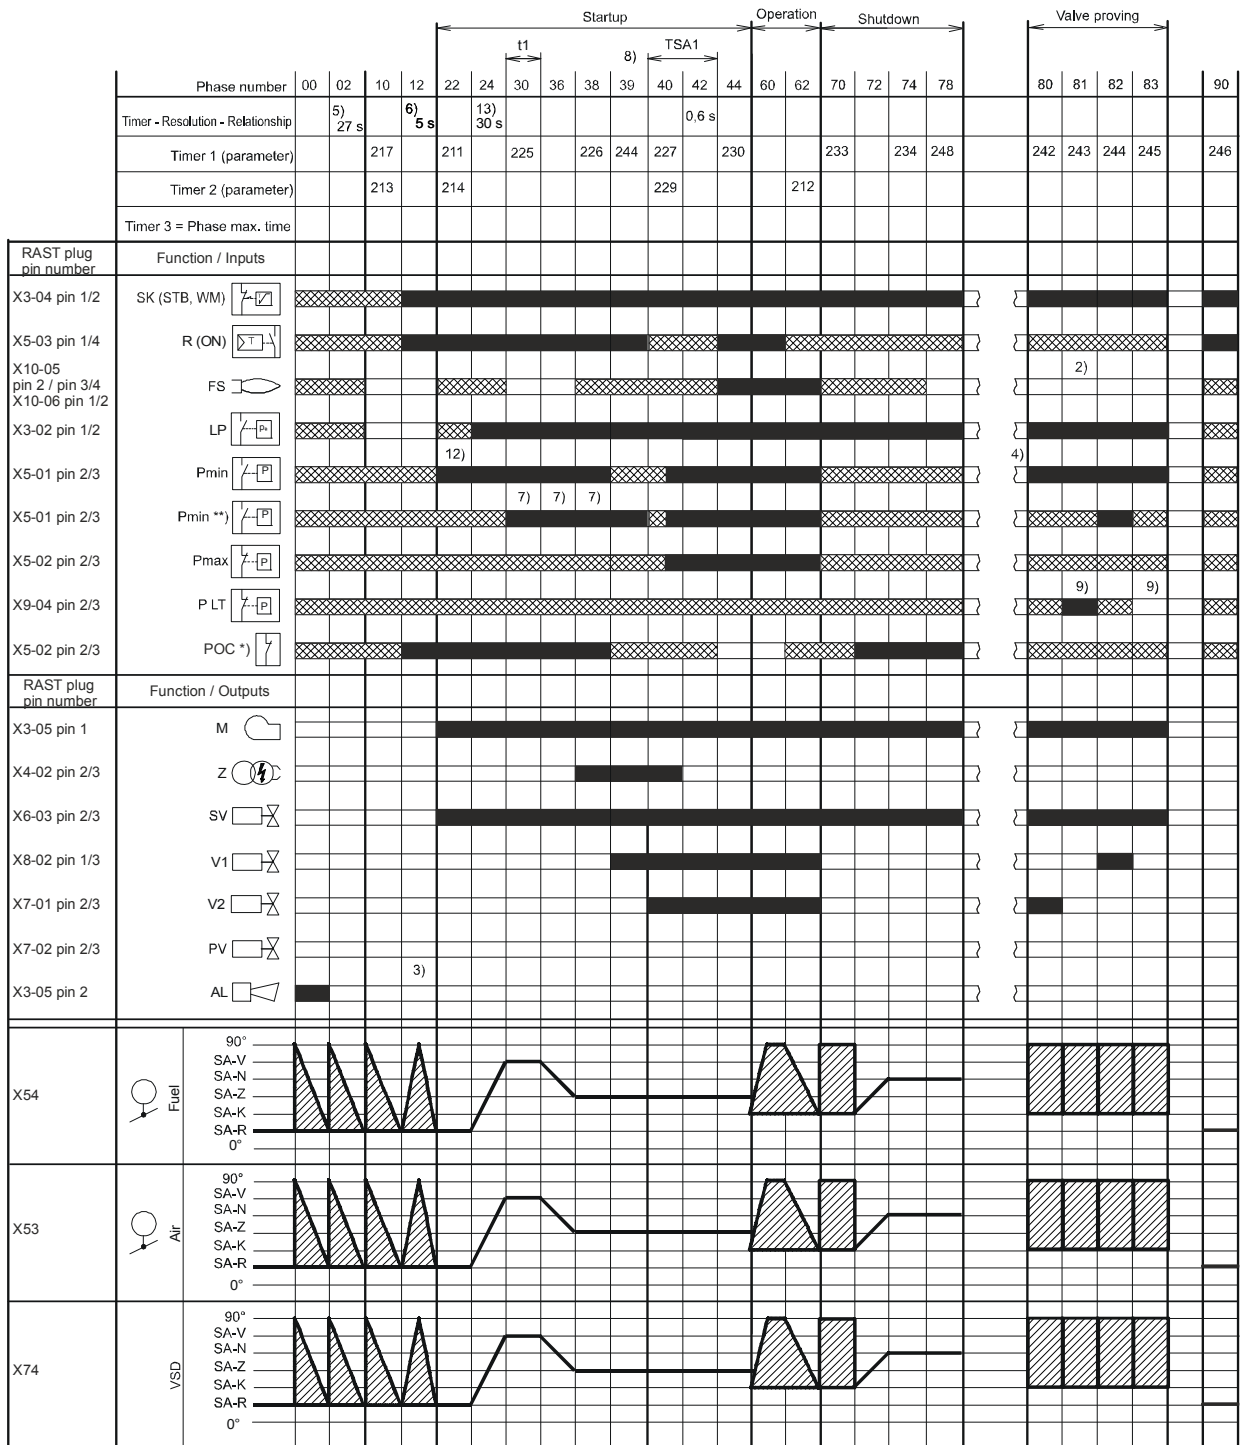 Startup Operation Shutdown Valve proving
t1 8) TSA1
Phase number 00 02 10 12 22 24 30 36 38 39 40 42 44 60 62 70 72 74 78 80 81 82 83 90
Timer - Resolution - Relationship 5) 27 s 6) 5 s 13) 30 s 0,6 s
Timer 1 (parameter) 217 211 225 226 244 227 230 233 234 248 242 243 244 245 246
Timer 2 (parameter) 213 214 229 212
Timer 3 = Phase max. time
RAST plug pin number Function / Inputs
X3-04 pin 1/2 SK (STB, WM)
X5-03 pin 1/4 R (ON) T
2)
X10-05
pin 2 / pin 3/4 FS
X10-06 pin 1/2
X3-02 pin 1/2 LP
12) 4)
X5-01 pin 2/3 Pmin P
7) 7) 7)
X5-01 pin 2/3 Pmin **) P
X5-02 pin 2/3 Pmax P
9) 9)
X9-04 pin 2/3 P LT P
X5-02 pin 2/3 POC *)
RAST plug pin number Function / Outputs
X3-05 pin 1 M
X4-02 pin 2/3 Z
X6-03 pin 2/3 SV
X8-02 pin 1/3 V1
X7-01 pin 2/3 V2
X7-02 pin 2/3 PV
3)
X3-05 pin 2 AL
90°
SA-V
SA-N
X54 Fuel SA-Z
SA-K
SA-R
0°
90°
SA-V
SA-N
X53 Air SA-Z
SA-K
SA-R
0°
90°
SA-V
SA-N
X74 VSD SA-Z
SA-K
SA-R
0°